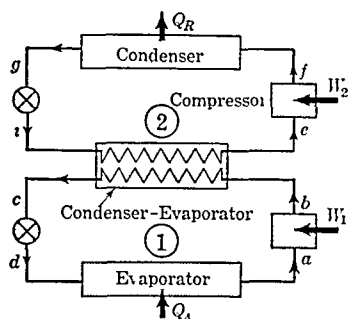 Q_R
Condenser
g
f
Compressor
W_2
2
ι
e
c
b
Condenser-Evaporator
W_1
1
d
a
Evaporator
Q_A